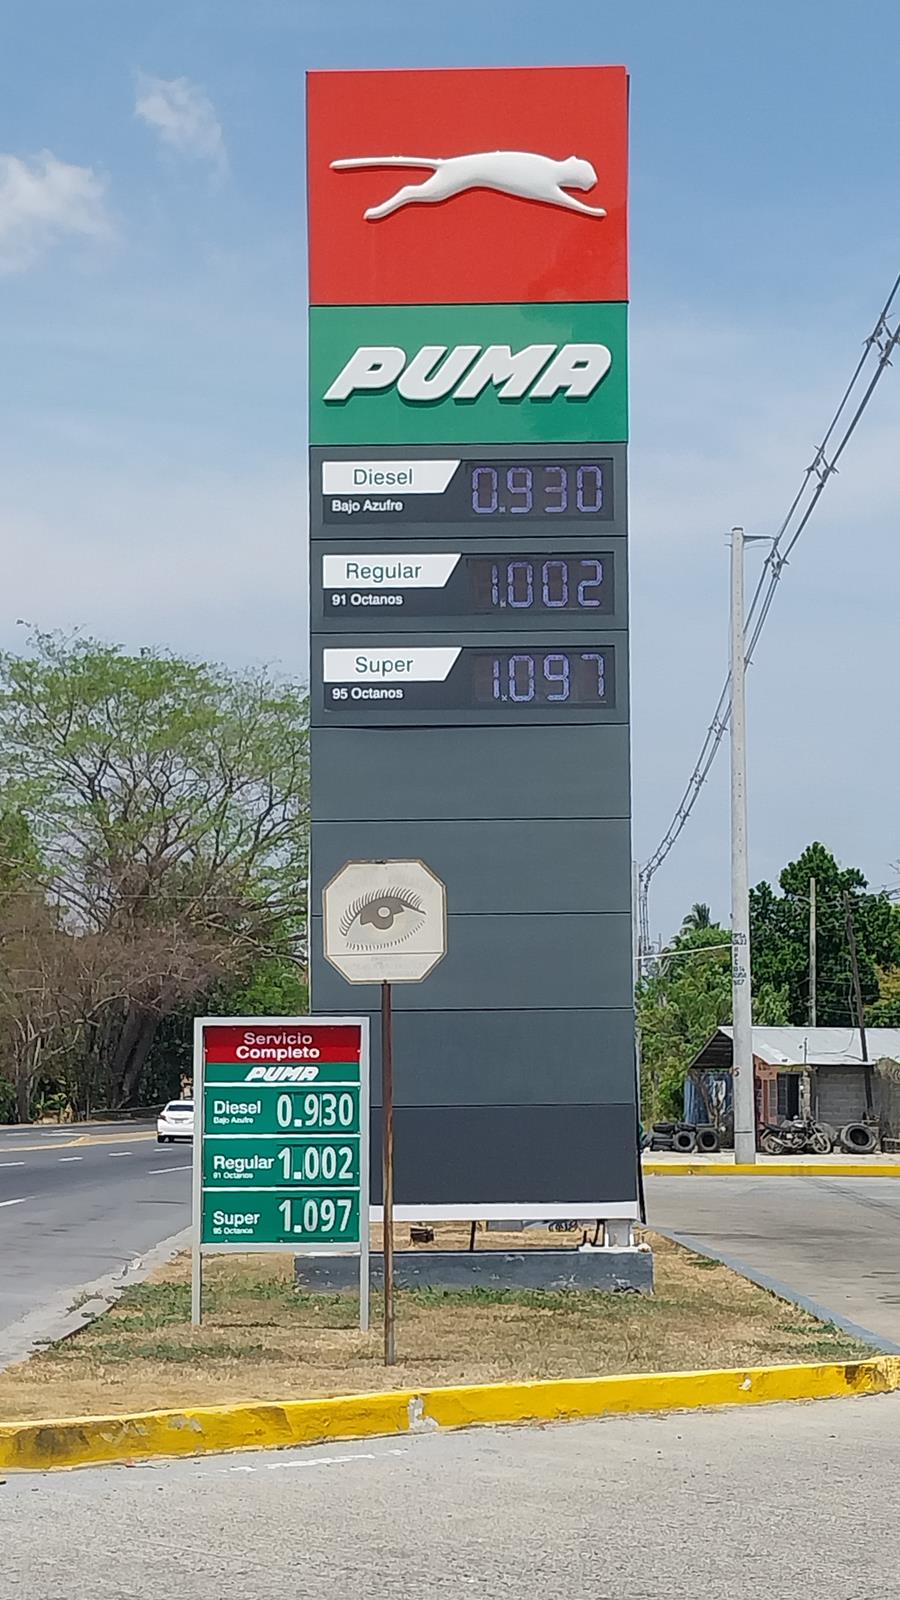 PUMA
Diesel 0.930
Bajo Azufre
Regular 1.002
91 Octanos
Super 1.097
95 Octanos
Servicio
Completo
PUMA
Diesel 0.930
Bajo Azufre
Regular 1.002
91 Octanos
Super 1.097
95 Octanos